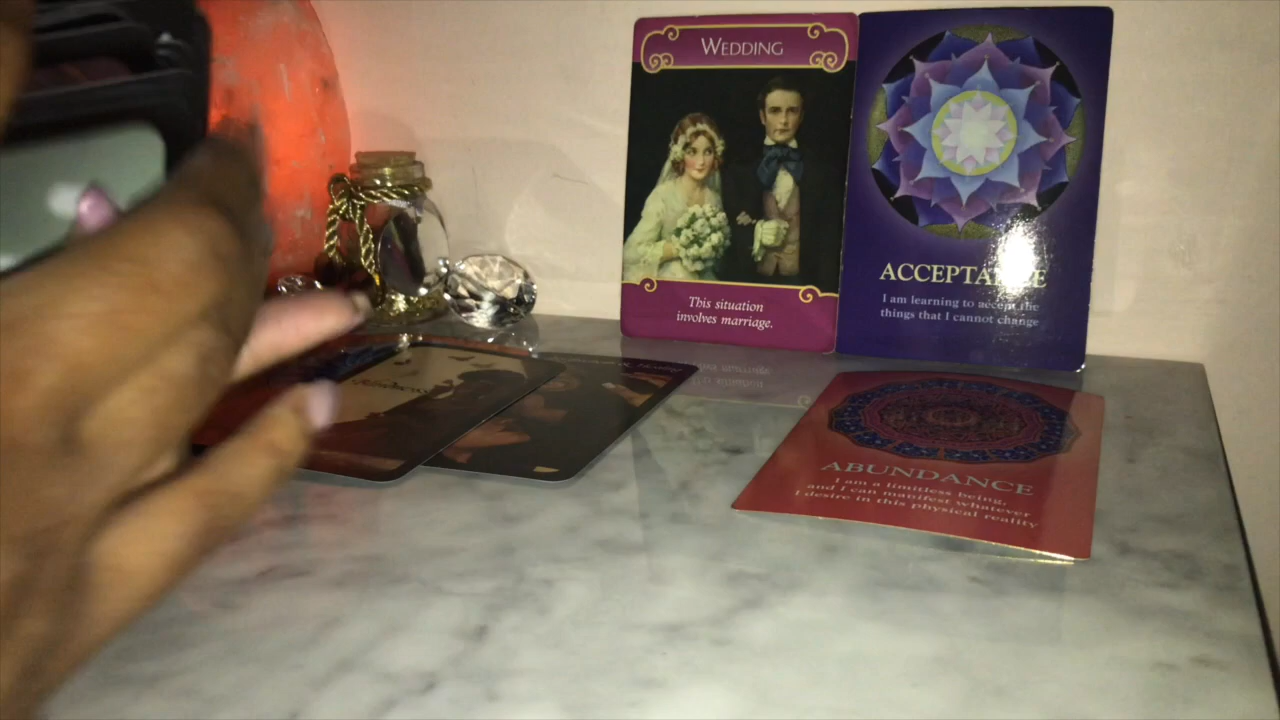 WEDDING
This situation
involves marriage.
ACCEPTANCE
I am learning to accept the
things that I cannot change
ABUNDANCE
I am a limitless being,
and I can manifest whatever
I desire in this physical reality